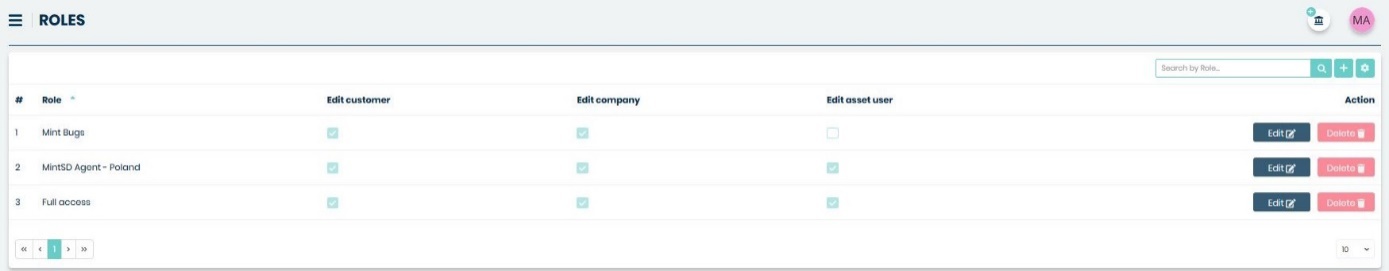 ROLES
MA
Search by Role...
# Role Edit customer Edit company Edit asset user Action
1 Mint Bugs Edit Delete
2 MintSD Agent - Poland Edit Delete
3 Full access Edit Delete
« ‹ 1 › » 10